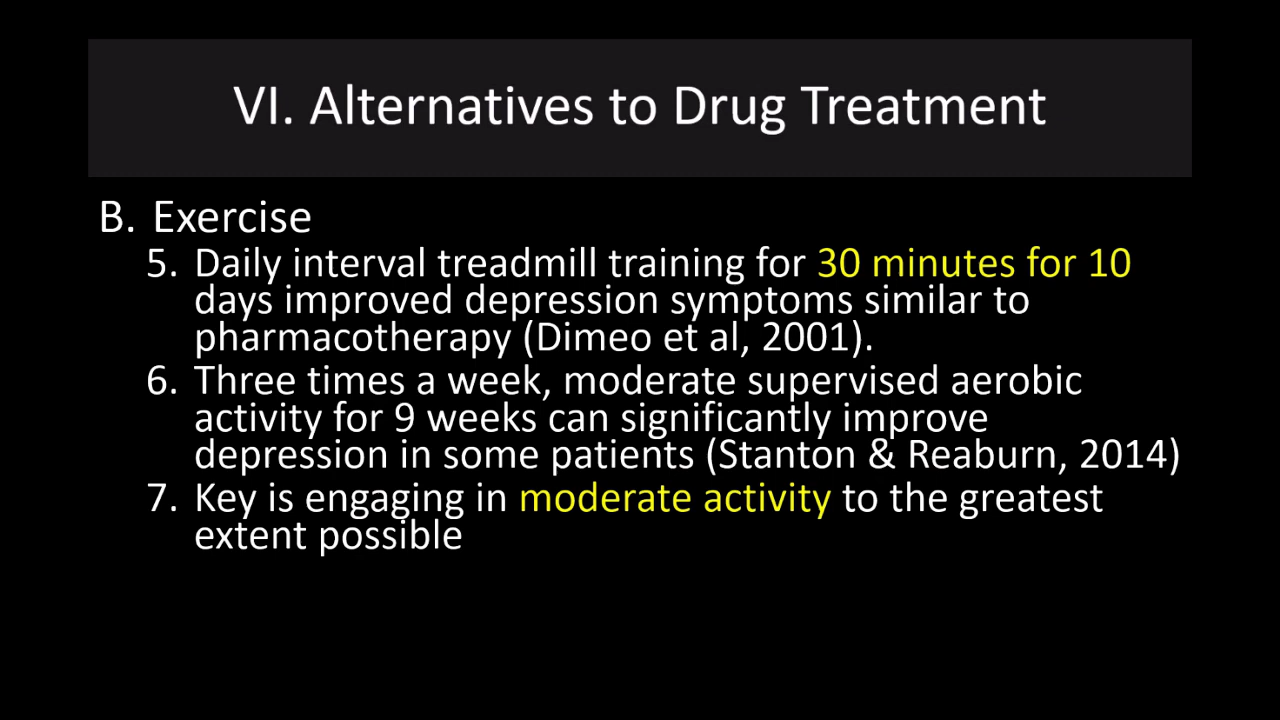 VI. Alternatives to Drug Treatment
B. Exercise
5. Daily interval treadmill training for 30 minutes for 10
days improved depression symptoms similar to
pharmacotherapy (Dimeo et al, 2001).
6. Three times a week, moderate supervised aerobic
activity for 9 weeks can significantly improve
depression in some patients (Stanton & Reaburn, 2014)
7. Key is engaging in moderate activity to the greatest
extent possible